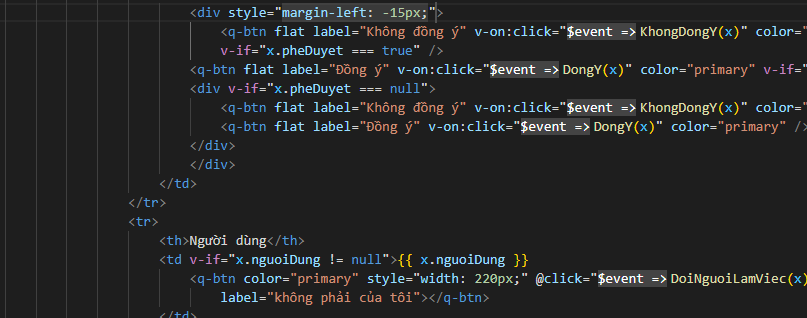 <div style="margin-left: -15px;">
<q-btn flat label="Không đồng ý" v-on:click="$event => KhongDongY(x)" color="
v-if="x.pheDuyet === true" />
<q-btn flat label="Đồng ý" v-on:click="$event => DongY(x)" color="primary" v-if="
<div v-if="x.pheDuyet === null">
<q-btn flat label="Không đồng ý" v-on:click="$event => KhongDongY(x)" color="
<q-btn flat label="Đồng ý" v-on:click="$event => DongY(x)" color="primary" />
</div>
</div>
</td>
</tr>
<tr>
<th>Người dùng</th>
<td v-if="x.nguoiDung != null">{{ x.nguoiDung }}
<q-btn color="primary" style="width: 220px;" @click="$event => DoiNguoiLamViec(x)
label="không phải của tôi"></q-btn>
</td>